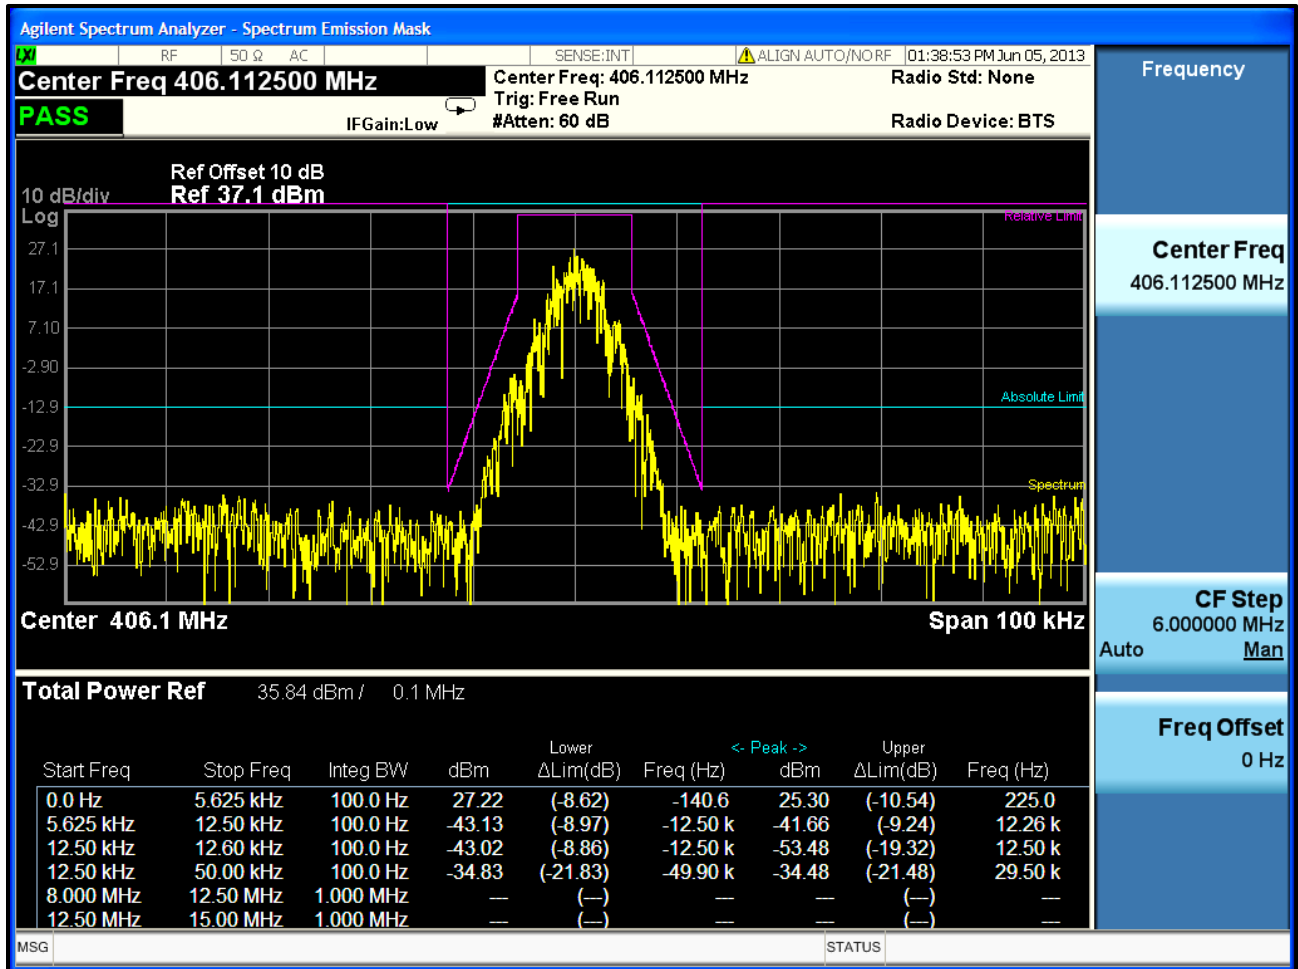 Agilent Spectrum Analyzer - Spectrum Emission Mask
LXI RF 50 Ω AC SENSE:INT ALIGN AUTO/NO RF 01:38:53 PM Jun 05, 2013
Center Freq 406.112500 MHz
Center Freq: 406.112500 MHz
Radio Std: None
Trig: Free Run
PASS
IFGain:Low
#Atten: 60 dB
Radio Device: BTS
Ref Offset 10 dB
10 dB/div Ref 37.1 dBm
Log
Relative Limit
27.1
17.1
7.10
-2.90
Absolute Limit
-12.9
-22.9
-32.9
Spectrum
-42.9
-52.9
Center 406.1 MHz
Span 100 kHz
Total Power Ref 35.84 dBm / 0.1 MHz
Lower <- Peak -> Upper
Start Freq Stop Freq Integ BW dBm ΔLim(dB) Freq (Hz) dBm ΔLim(dB) Freq (Hz)
0.0 Hz 5.625 kHz 100.0 Hz 27.22 (-8.62) -140.6 25.30 (-10.54) 225.0
5.625 kHz 12.50 kHz 100.0 Hz -43.13 (-8.97) -12.50 k -41.66 (-9.24) 12.26 k
12.50 kHz 12.60 kHz 100.0 Hz -43.02 (-8.86) -12.50 k -53.48 (-19.32) 12.50 k
12.50 kHz 50.00 kHz 100.0 Hz -34.83 (-21.83) -49.90 k -34.48 (-21.48) 29.50 k
8.000 MHz 12.50 MHz 1.000 MHz --- (---) --- --- (---) ---
12.50 MHz 15.00 MHz 1.000 MHz --- (---) --- --- (---) ---
MSG
STATUS
Frequency
Center Freq
406.112500 MHz
CF Step
6.000000 MHz
Auto Man
Freq Offset
0 Hz